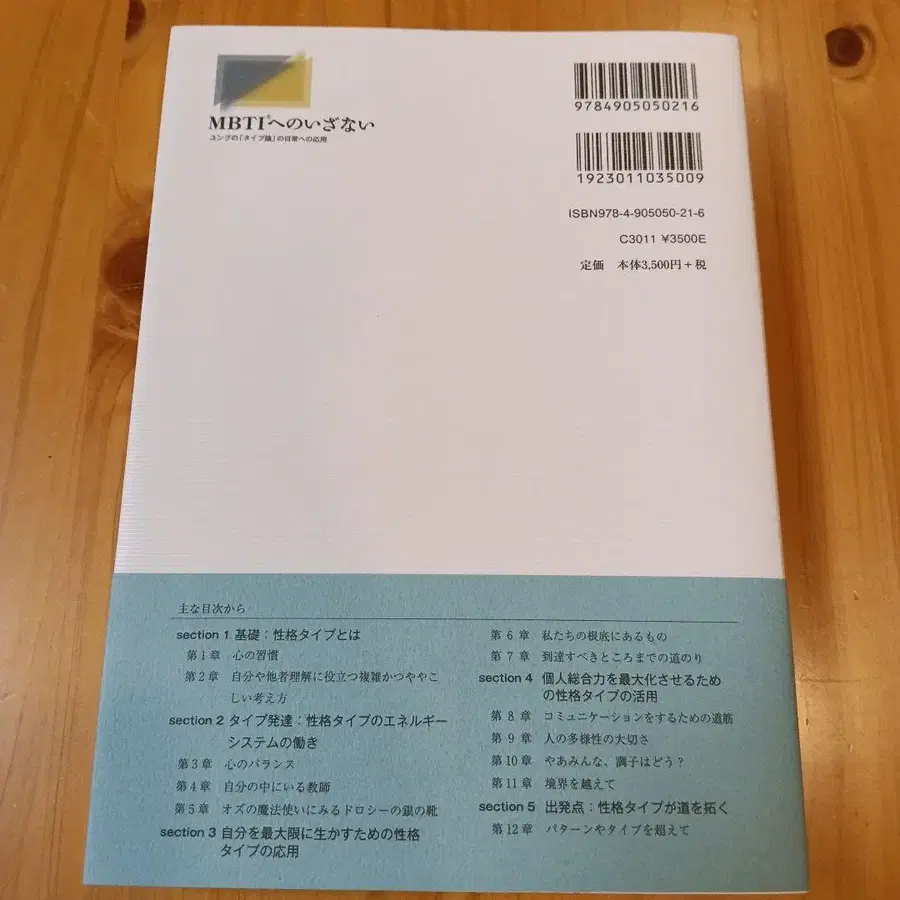 MBTI®へのいざない
ユングの「タイプ論」の日常への応用
9784905050216
1923011035009
ISBN978-4-905050-21-6
C3011 ¥3500E
定価 本体3,500円+税
主な目次から
section 1 基礎：性格タイプとは
第1章 心の習慣
第2章 自分や他者理解に役立つ複雑かつややこ
しい考え方
section 2 タイプ発達：性格タイプのエネルギー
システムの働き
第3章 心のバランス
第4章 自分の中にいる教師
第5章 オズの魔法使いにみるドロシーの銀の靴
section 3 自分を最大限に生かすための性格
タイプの応用
第6章 私たちの根底にあるもの
第7章 到達すべきところまでの道のり
section 4 個人総合力を最大化させるため
の性格タイプの活用
第8章 コミュニケーションをするための道筋
第9章 人の多様性の大切さ
第10章 やあみんな、調子はどう？
第11章 境界を越えて
section 5 出発点：性格タイプが道を拓く
第12章 パターンやタイプを超えて